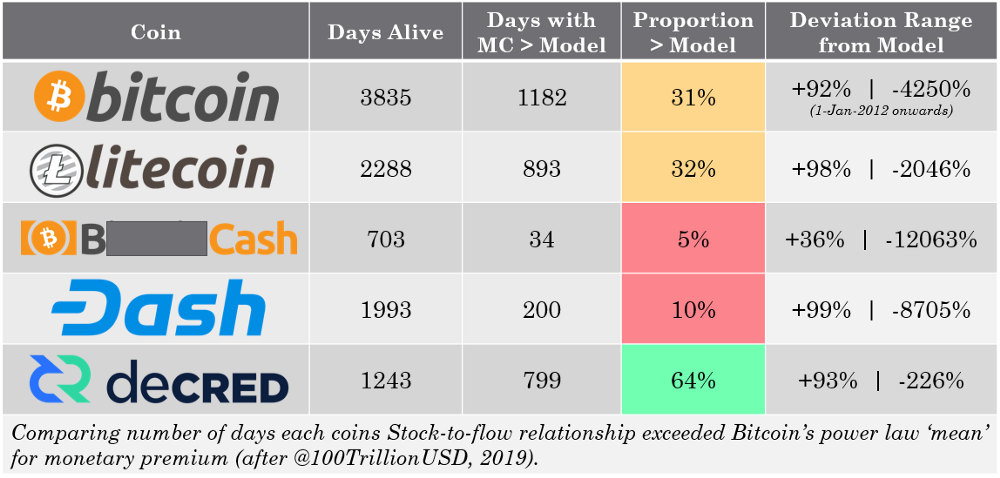 Coin Days Alive Days with MC > Model Proportion > Model Deviation Range from Model
bitcoin 3835 1182 31% +92% | -4250%
(1-Jan-2012 onwards)
litecoin 2288 893 32% +98% | -2046%
B Cash 703 34 5% +36% | -12063%
Dash 1993 200 10% +99% | -8705%
decRED 1243 799 64% +93% | -226%
Comparing number of days each coins Stock-to-flow relationship exceeded Bitcoin's power law ‘mean’
for monetary premium (after @100TrillionUSD, 2019).